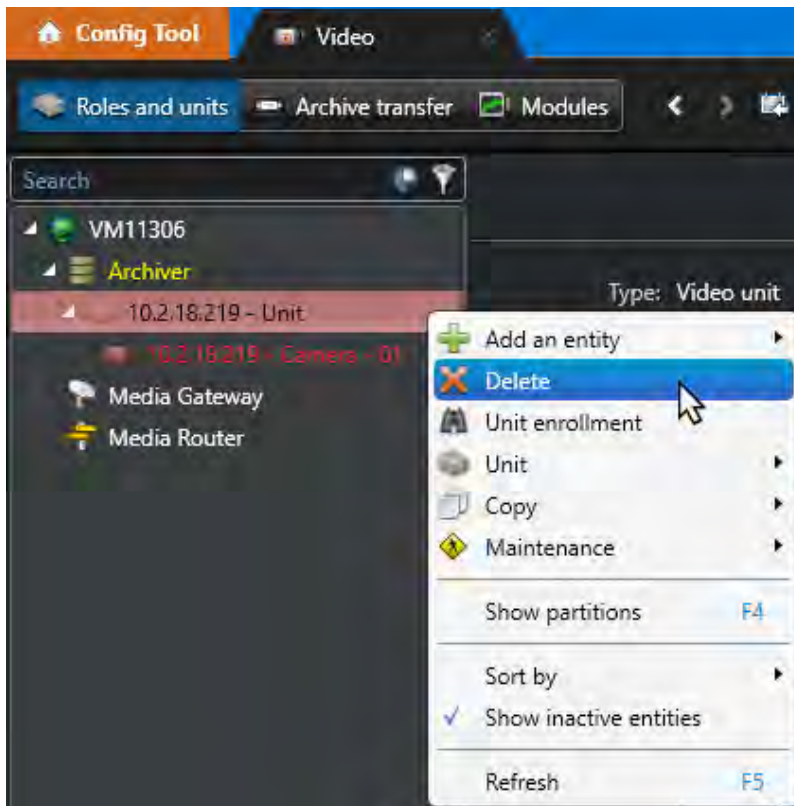 Config Tool
Video
Roles and units
Archive transfer
Modules
Search
VM11306
Archiver
10.2.18.219 - Unit
10.2.18.219 - Camera - 01
Media Gateway
Media Router
Type: Video unit
Add an entity
Delete
Unit enrollment
Unit
Copy
Maintenance
Show partitions F4
Sort by
Show inactive entities
Refresh F5